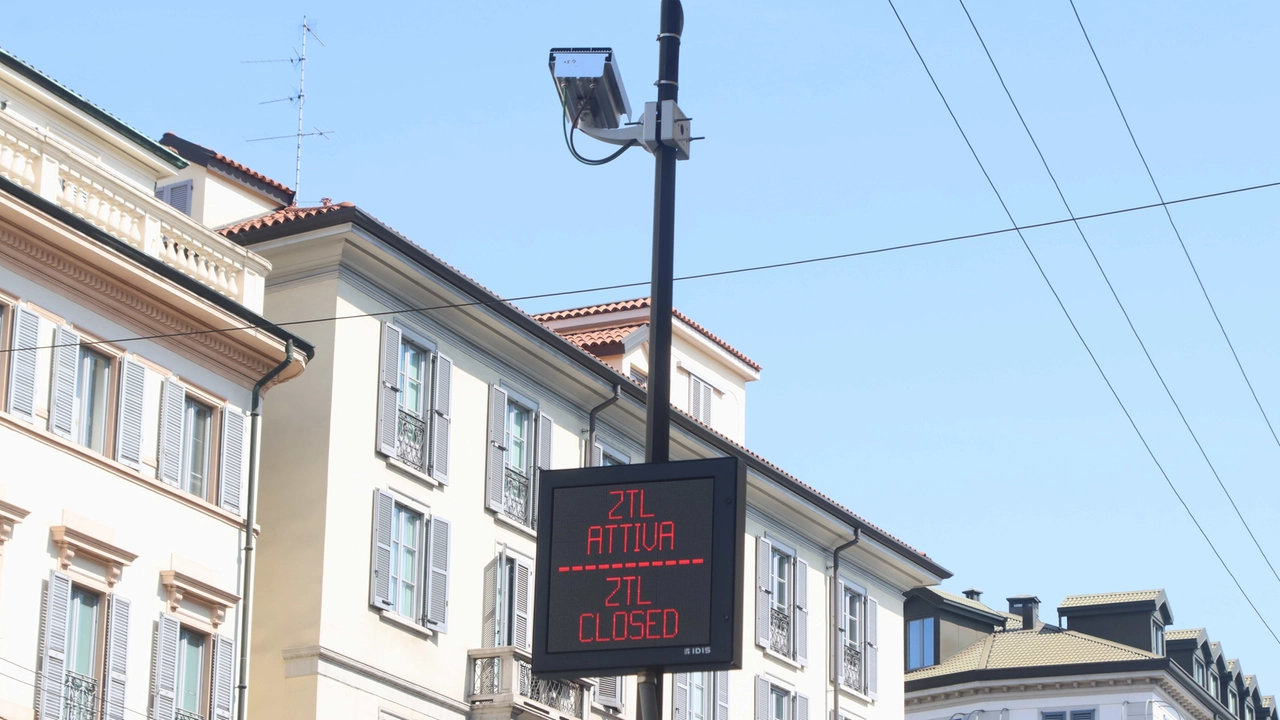 ZTL
ATTIVA
ZTL
CLOSED
IDIS